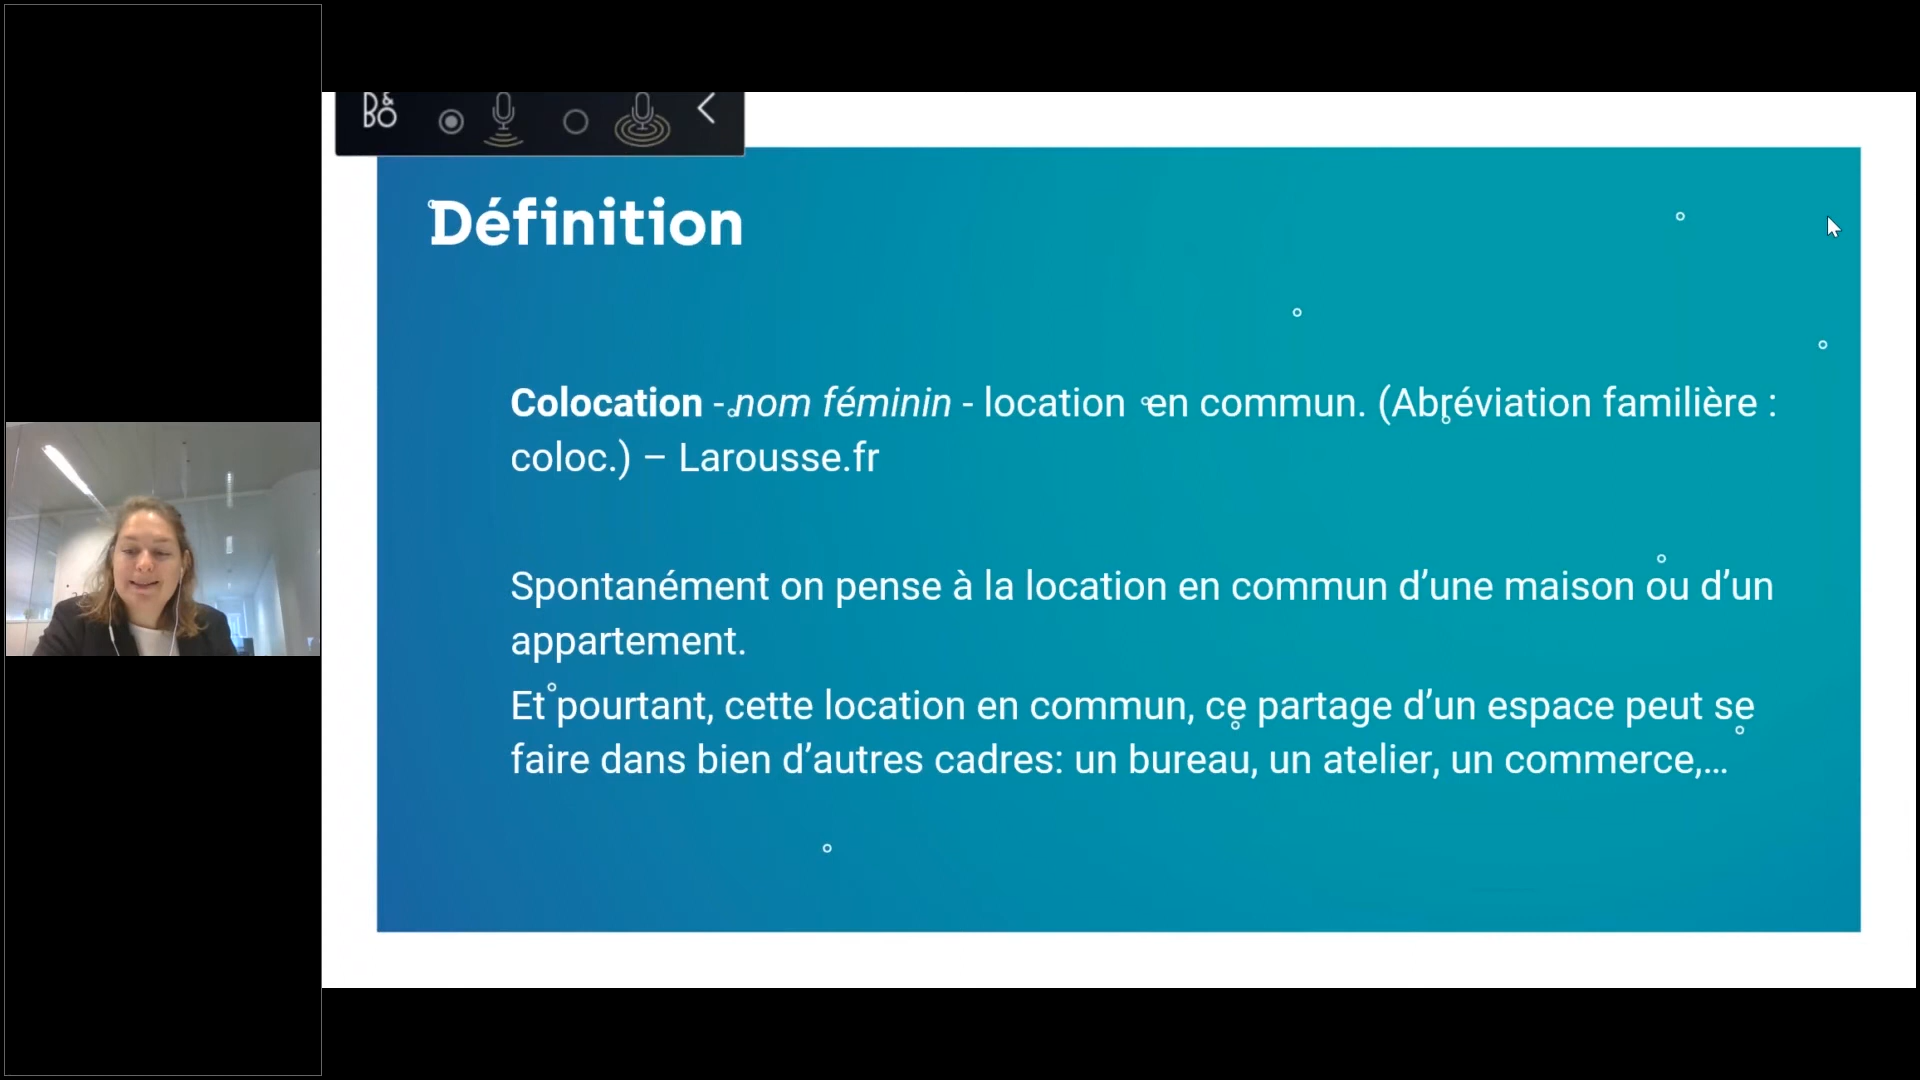 B&O
Définition
Colocation - nom féminin - location en commun. (Abréviation familière :
coloc.) – Larousse.fr
Spontanément on pense à la location en commun d’une maison ou d’un
appartement.
Et pourtant, cette location en commun, ce partage d’un espace peut se
faire dans bien d’autres cadres: un bureau, un atelier, un commerce,...